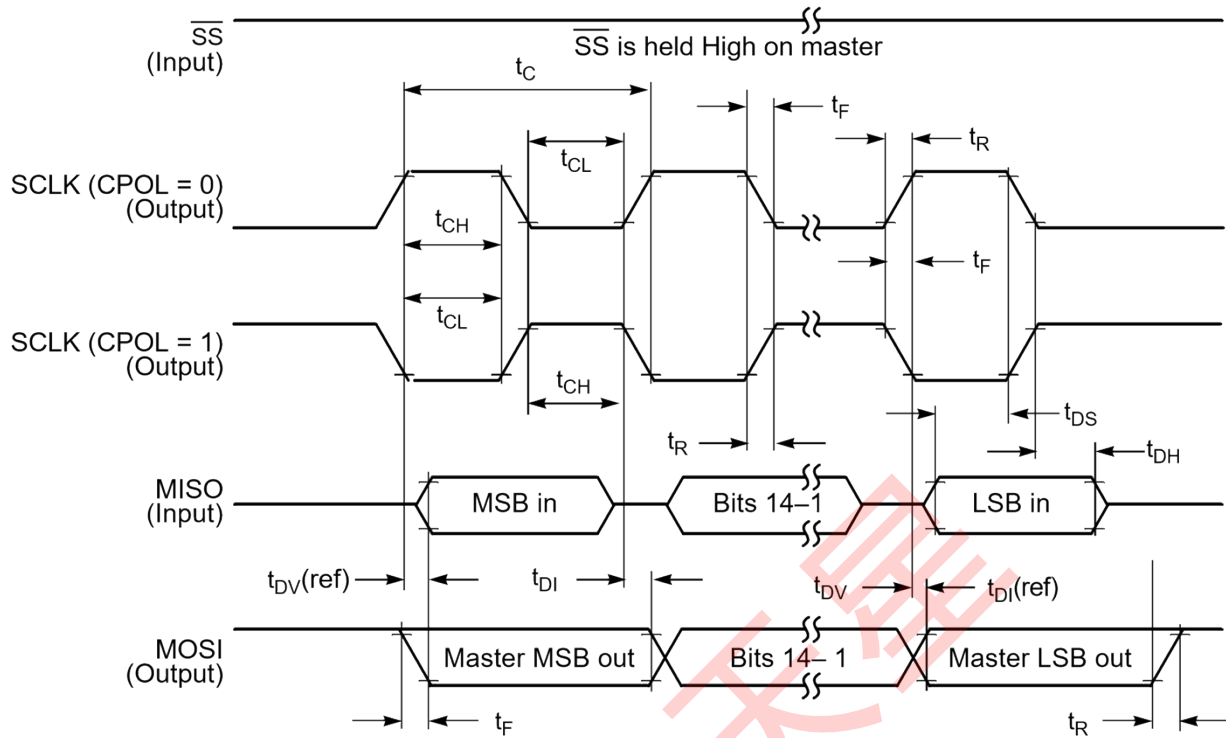 SS
(Input)
SS is held High on master
tC
tF
tR
tCL
SCLK (CPOL = 0)
(Output)
tCH
tF
tCL
SCLK (CPOL = 1)
(Output)
tCH
tDS
tR
tDH
MISO
(Input)
MSB in
Bits 14–1
LSB in
tDV(ref)
tDI
tDV
tDI(ref)
MOSI
(Output)
Master MSB out
Bits 14– 1
Master LSB out
tF
tR
天星